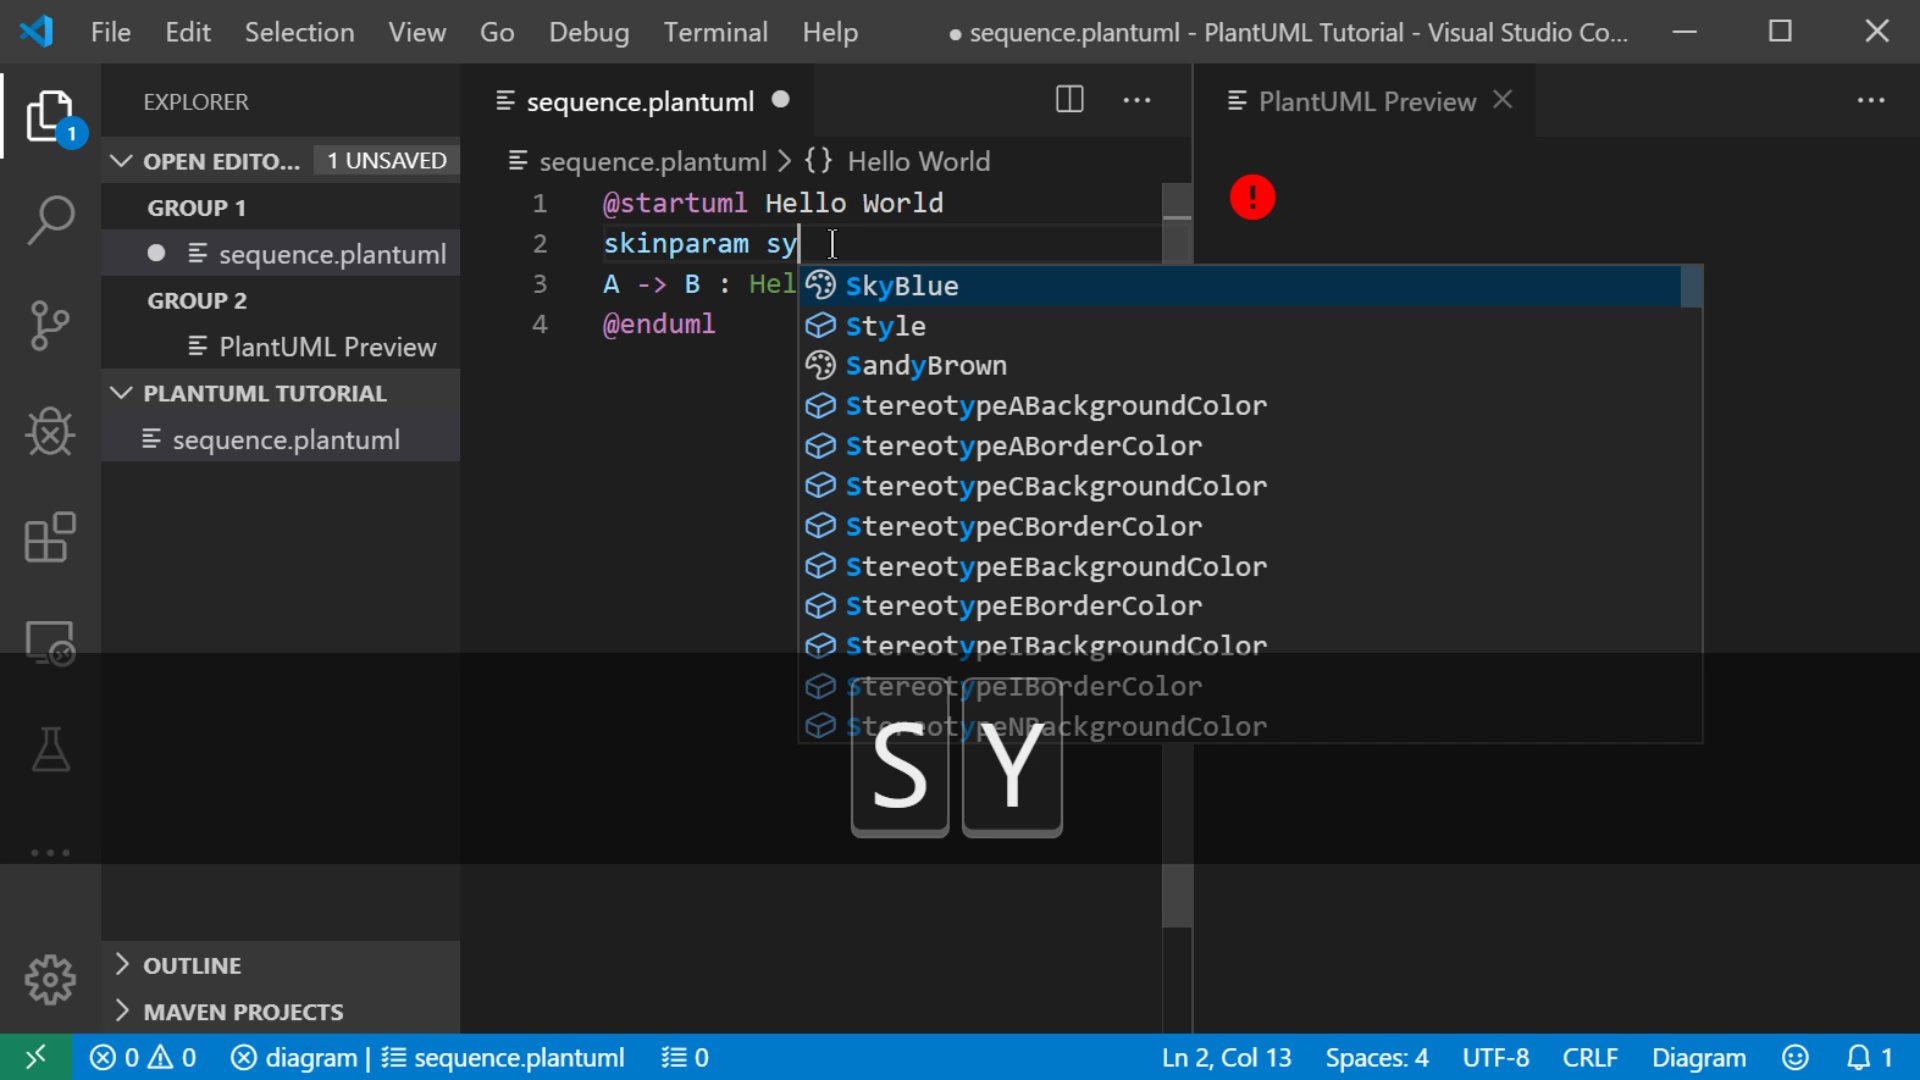 File Edit Selection View Go Debug Terminal Help ● sequence.plantuml - PlantUML Tutorial - Visual Studio Co...
EXPLORER
OPEN EDITO... 1 UNSAVED
GROUP 1
sequence.plantuml
GROUP 2
PlantUML Preview
PLANTUML TUTORIAL
sequence.plantuml
OUTLINE
MAVEN PROJECTS
1
sequence.plantuml
sequence.plantuml > {} Hello World
1 @startuml Hello World
2 skinparam sy
3 A -> B : Hel
4 @enduml
SkyBlue
Style
SandyBrown
StereotypeABackgroundColor
StereotypeABorderColor
StereotypeCBackgroundColor
StereotypeCBorderColor
StereotypeEBackgroundColor
StereotypeEBorderColor
StereotypeIBackgroundColor
StereotypeIBorderColor
StereotypeNBackgroundColor
S Y
PlantUML Preview
!
0 0 diagram | sequence.plantuml 0 Ln 2, Col 13 Spaces: 4 UTF-8 CRLF Diagram 1